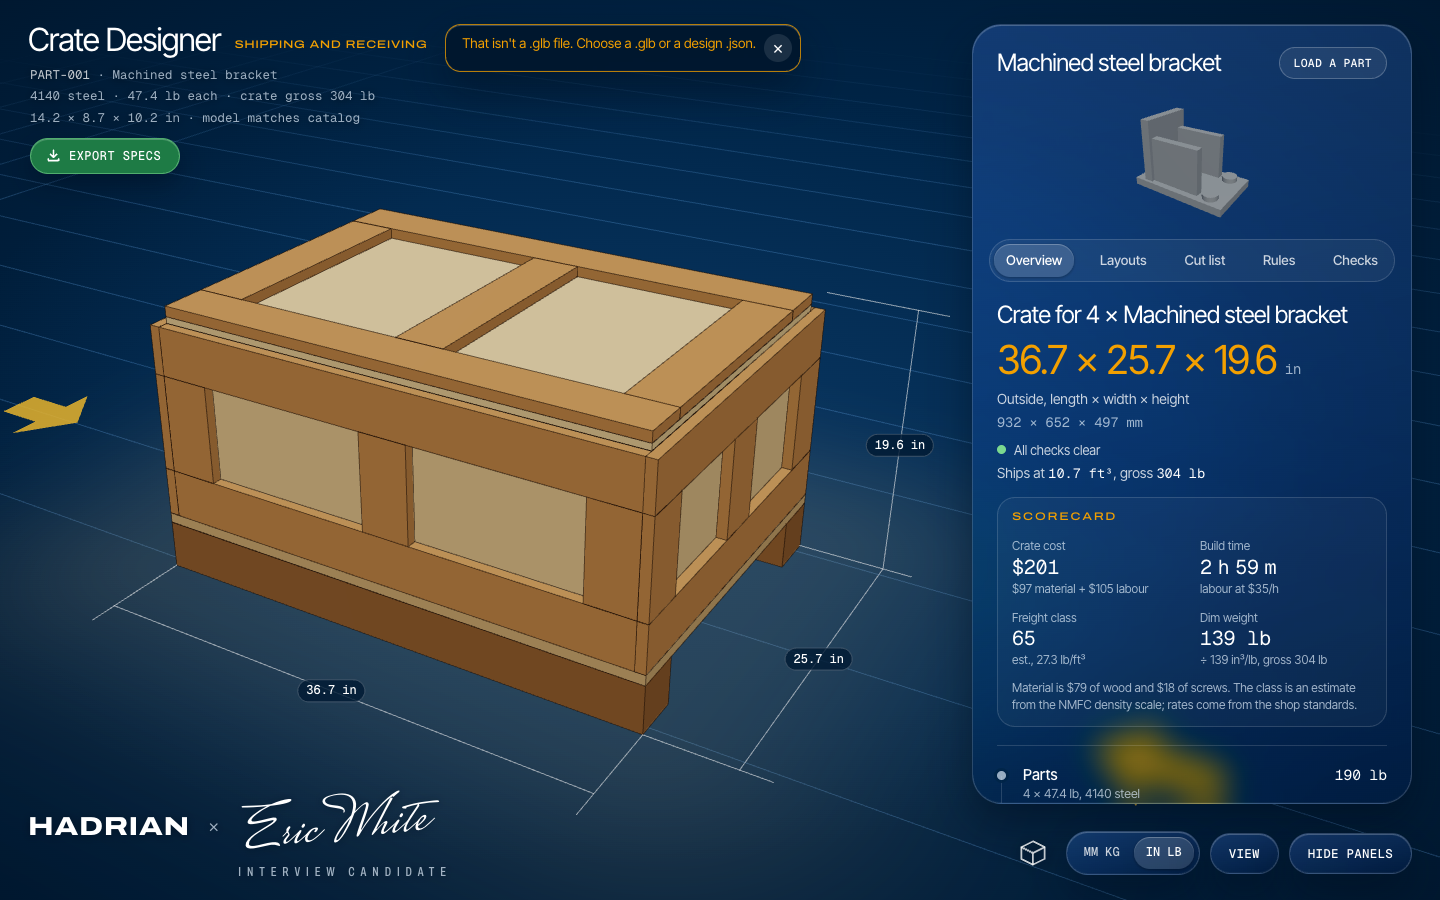 Crate Designer SHIPPING AND RECEIVING
PART-001 · Machined steel bracket
4140 steel · 47.4 lb each · crate gross 304 lb
14.2 × 8.7 × 10.2 in · model matches catalog
EXPORT SPECS
That isn't a .glb file. Choose a .glb or a design .json. ×
Machined steel bracket
LOAD A PART
Overview Layouts Cut list Rules Checks
Crate for 4 × Machined steel bracket
36.7 × 25.7 × 19.6 in
Outside, length × width × height
932 × 652 × 497 mm
All checks clear
Ships at 10.7 ft³, gross 304 lb
SCORECARD
Crate cost
$201
$97 material + $105 labour
Build time
2 h 59 m
labour at $35/h
Freight class
65
est., 27.3 lb/ft³
Dim weight
139 lb
÷ 139 in³/lb, gross 304 lb
Material is $79 of wood and $18 of screws. The class is an estimate
from the NMFC density scale; rates come from the shop standards.
Parts 190 lb
4 × 47.4 lb, 4140 steel
19.6 in
25.7 in
36.7 in
HADRIAN × Eric White
INTERVIEW CANDIDATE
MM KG IN LB
VIEW
HIDE PANELS